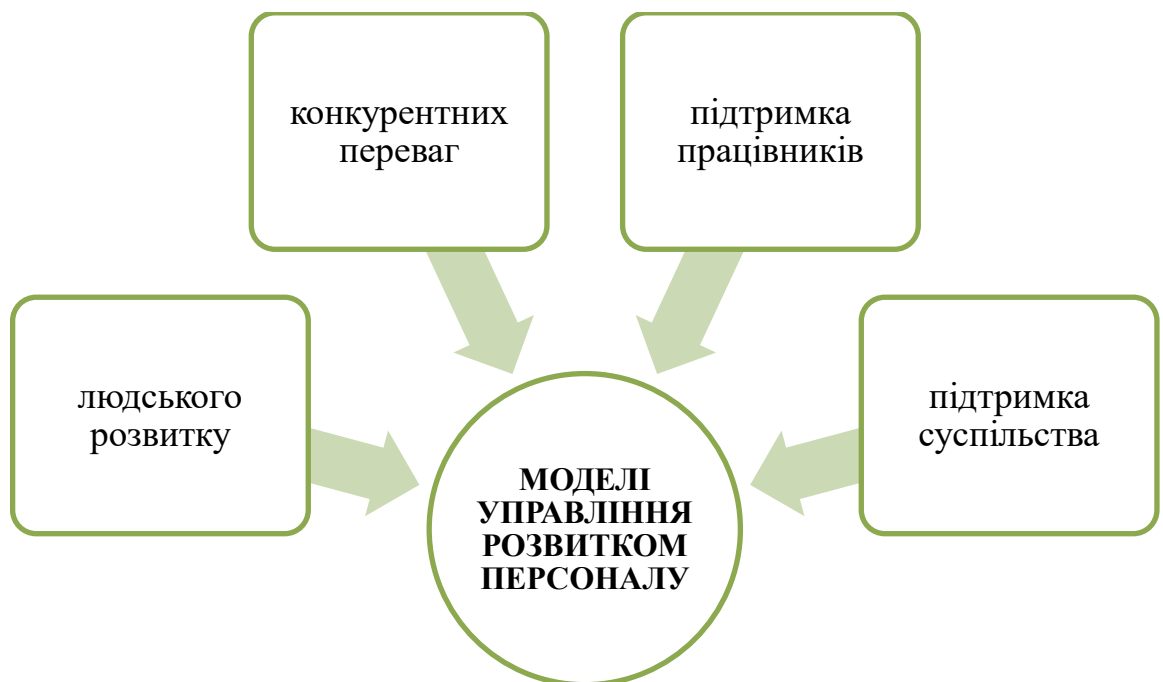 конкурентних
переваг
підтримка
працівників
людського
розвитку
підтримка
суспільства
МОДЕЛІ
УПРАВЛІННЯ
РОЗВИТКОМ
ПЕРСОНАЛУ